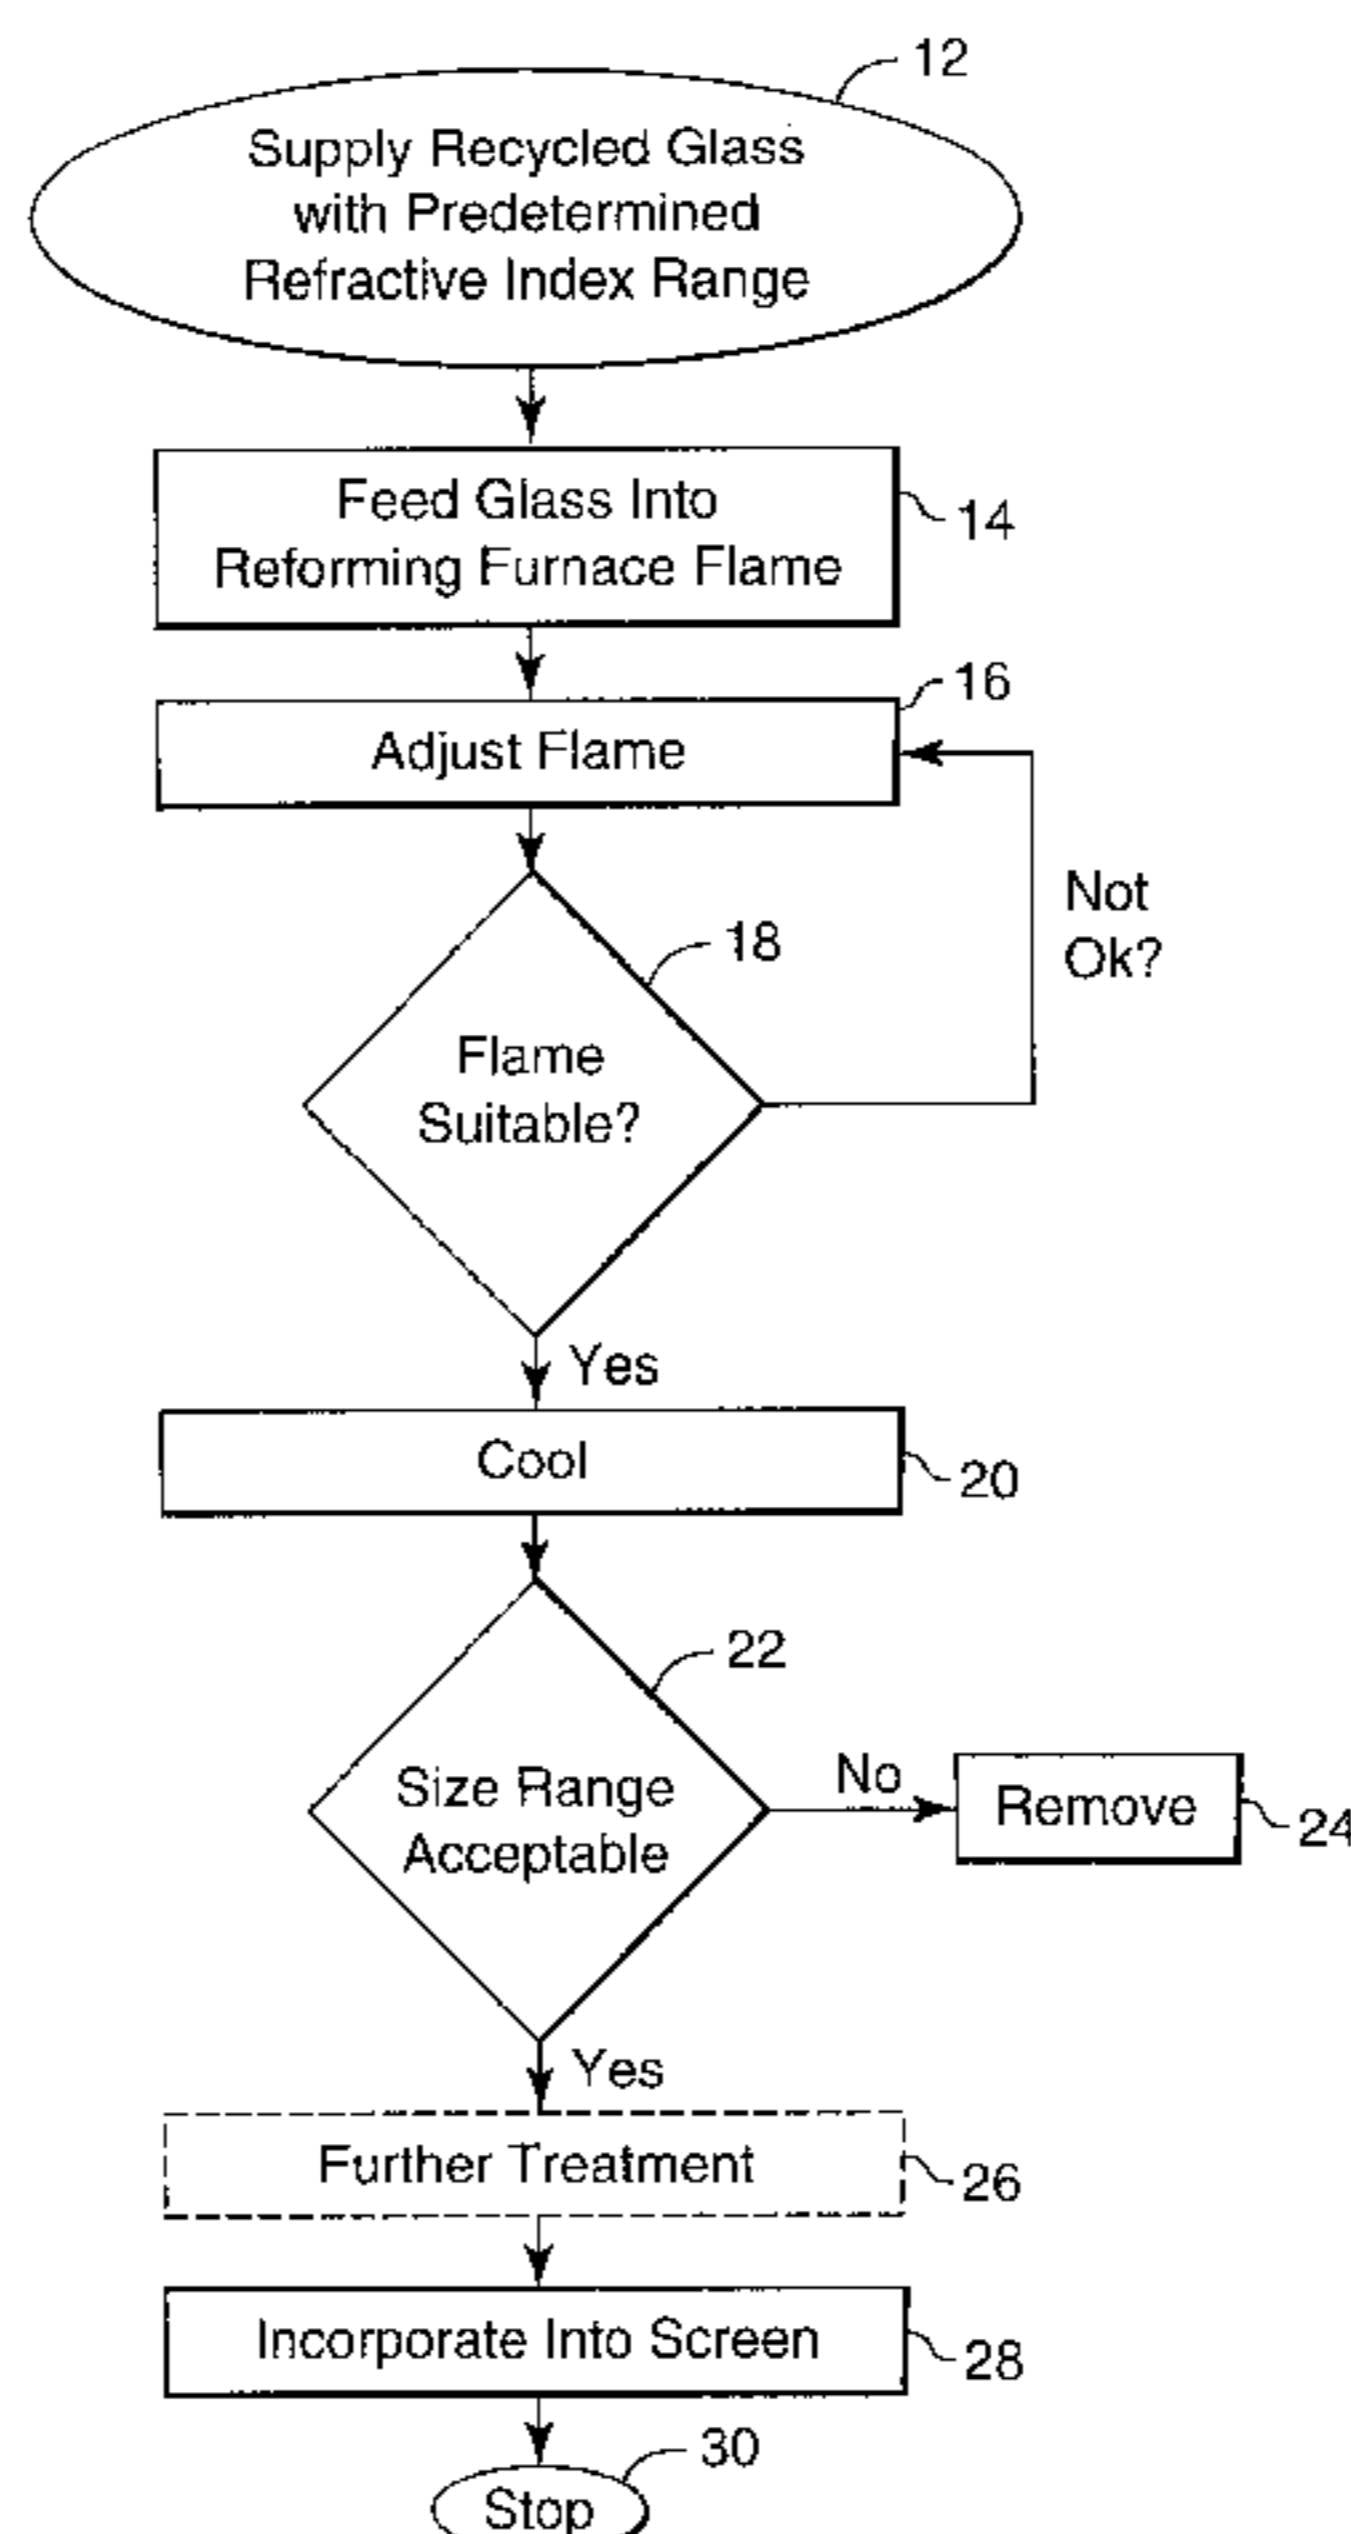 12
Supply Recycled Glass
with Predetermined
Refractive Index Range
Feed Glass Into
Reforming Furnace Flame
14
16
Adjust Flame
Not
Ok?
18
Flame
Suitable?
Yes
Cool
20
22
Size Range
Acceptable
No
Remove
24
Yes
Further Treatment
26
Incorporate Into Screen
28
30
Stop